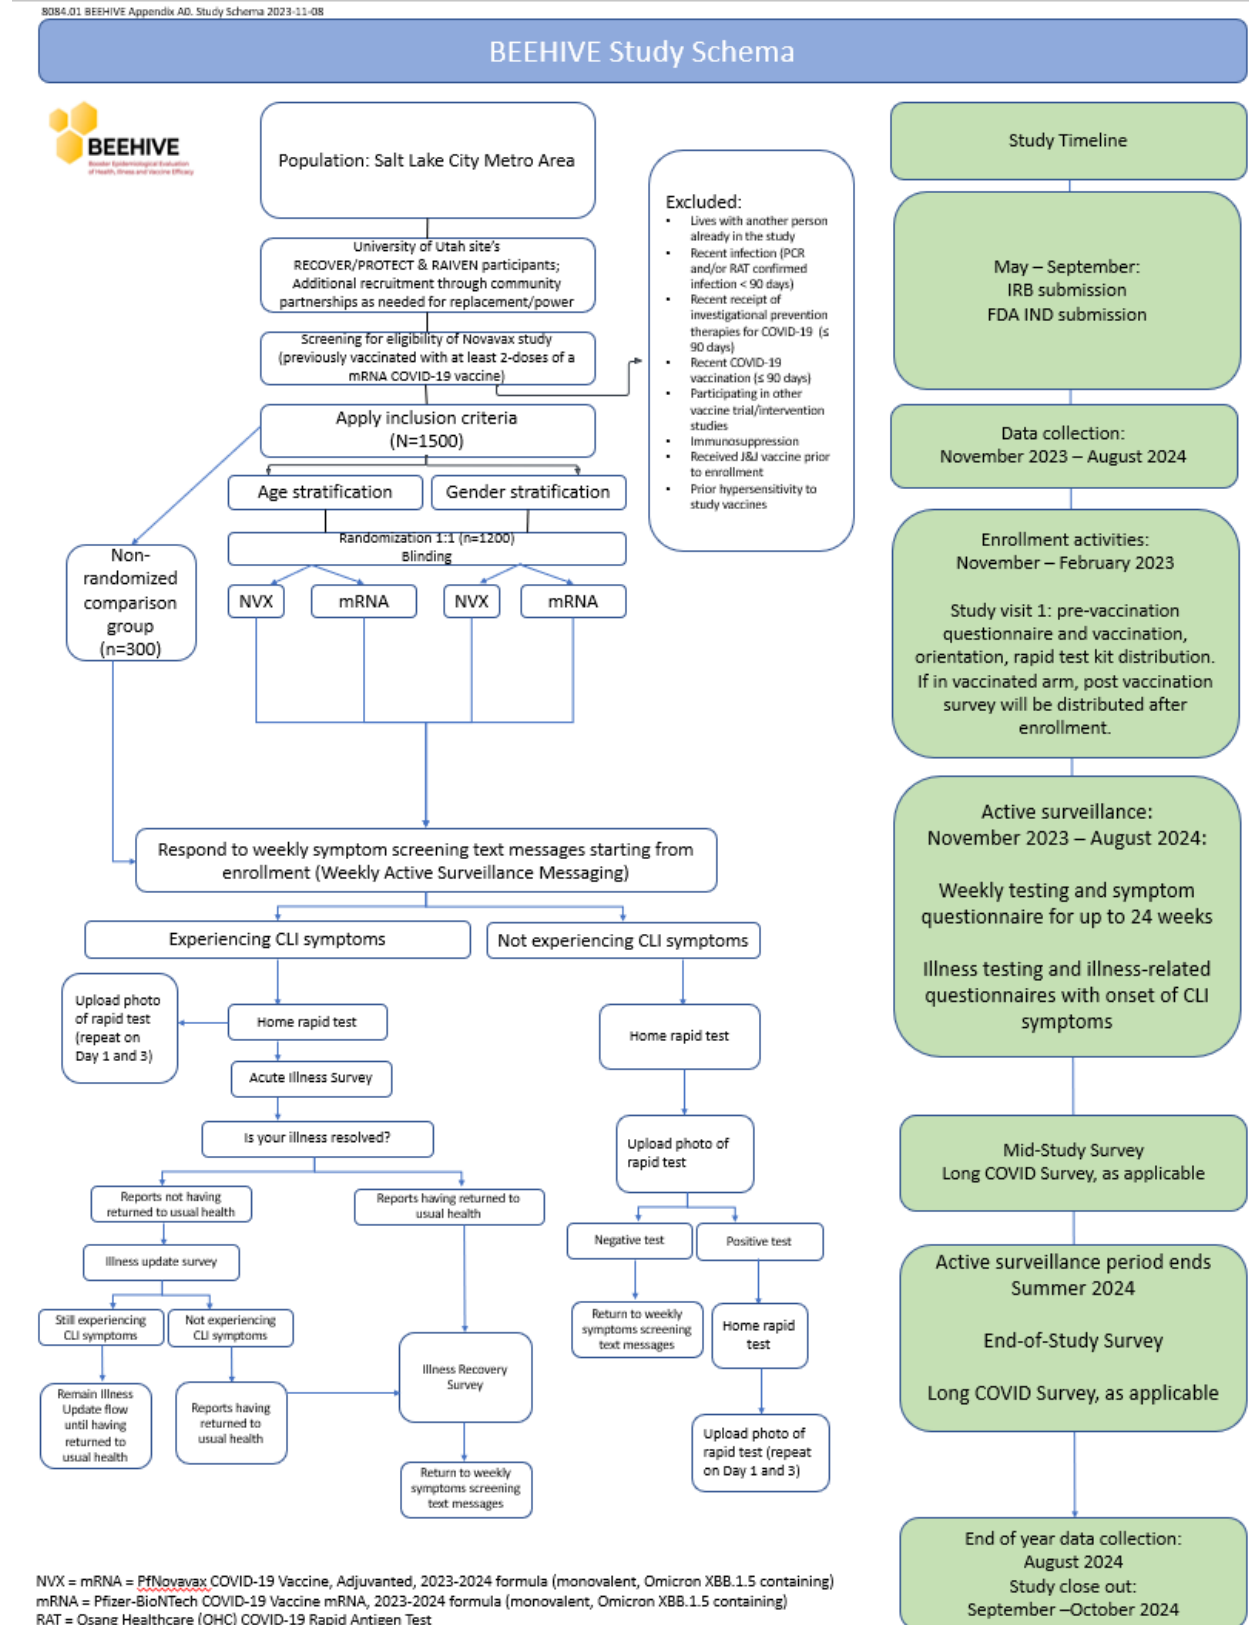 8084.01 BEEHIVE Appendix A0. Study Schema 2023-11-08
BEEHIVE Study Schema
BEEHIVE
Booster Epidemiological Evaluation
of Health, Illness and Vaccine Efficacy
Population: Salt Lake City Metro Area
University of Utah site's
RECOVER/PROTECT & RAIVEN participants;
Additional recruitment through community
partnerships as needed for replacement/power
Screening for eligibility of Novavax study
(previously vaccinated with at least 2-doses of a
mRNA COVID-19 vaccine)
Excluded:
• Lives with another person
already in the study
• Recent infection (PCR
and/or RAT confirmed
infection < 90 days)
• Recent receipt of
investigational prevention
therapies for COVID-19 (≤
90 days)
• Recent COVID-19
vaccination (≤ 90 days)
• Participating in other
vaccine trial/intervention
studies
• Immunosuppression
• Received J&J vaccine prior
to enrollment
• Prior hypersensitivity to
study vaccines
Apply inclusion criteria
(N=1500)
Age stratification
Gender stratification
Randomization 1:1 (n=1200)
Blinding
NVX
mRNA
NVX
mRNA
Non-
randomized
comparison
group
(n=300)
Respond to weekly symptom screening text messages starting from
enrollment (Weekly Active Surveillance Messaging)
Experiencing CLI symptoms
Not experiencing CLI symptoms
Upload photo
of rapid test
(repeat on
Day 1 and 3)
Home rapid test
Acute Illness Survey
Is your illness resolved?
Reports not having
returned to usual health
Reports having returned to
usual health
Illness update survey
Still experiencing
CLI symptoms
Not experiencing
CLI symptoms
Remain Illness
Update flow
until having
returned to
usual health
Reports having
returned to
usual health
Illness Recovery
Survey
Return to weekly
symptoms screening
text messages
Home rapid test
Upload photo of
rapid test
Negative test
Positive test
Return to weekly
symptoms screening
text messages
Home rapid
test
Upload photo of
rapid test (repeat
on Day 1 and 3)
Study Timeline
May – September:
IRB submission
FDA IND submission
Data collection:
November 2023 – August 2024
Enrollment activities:
November – February 2023
Study visit 1: pre-vaccination
questionnaire and vaccination,
orientation, rapid test kit distribution.
If in vaccinated arm, post vaccination
survey will be distributed after
enrollment.
Active surveillance:
November 2023 – August 2024:
Weekly testing and symptom
questionnaire for up to 24 weeks
Illness testing and illness-related
questionnaires with onset of CLI
symptoms
Mid-Study Survey
Long COVID Survey, as applicable
Active surveillance period ends
Summer 2024
End-of-Study Survey
Long COVID Survey, as applicable
End of year data collection:
August 2024
Study close out:
September –October 2024
NVX = mRNA = PfNovavax COVID-19 Vaccine, Adjuvanted, 2023-2024 formula (monovalent, Omicron XBB.1.5 containing)
mRNA = Pfizer-BioNTech COVID-19 Vaccine mRNA, 2023-2024 formula (monovalent, Omicron XBB.1.5 containing)
RAT = Osang Healthcare (OHC) COVID-19 Rapid Antigen Test